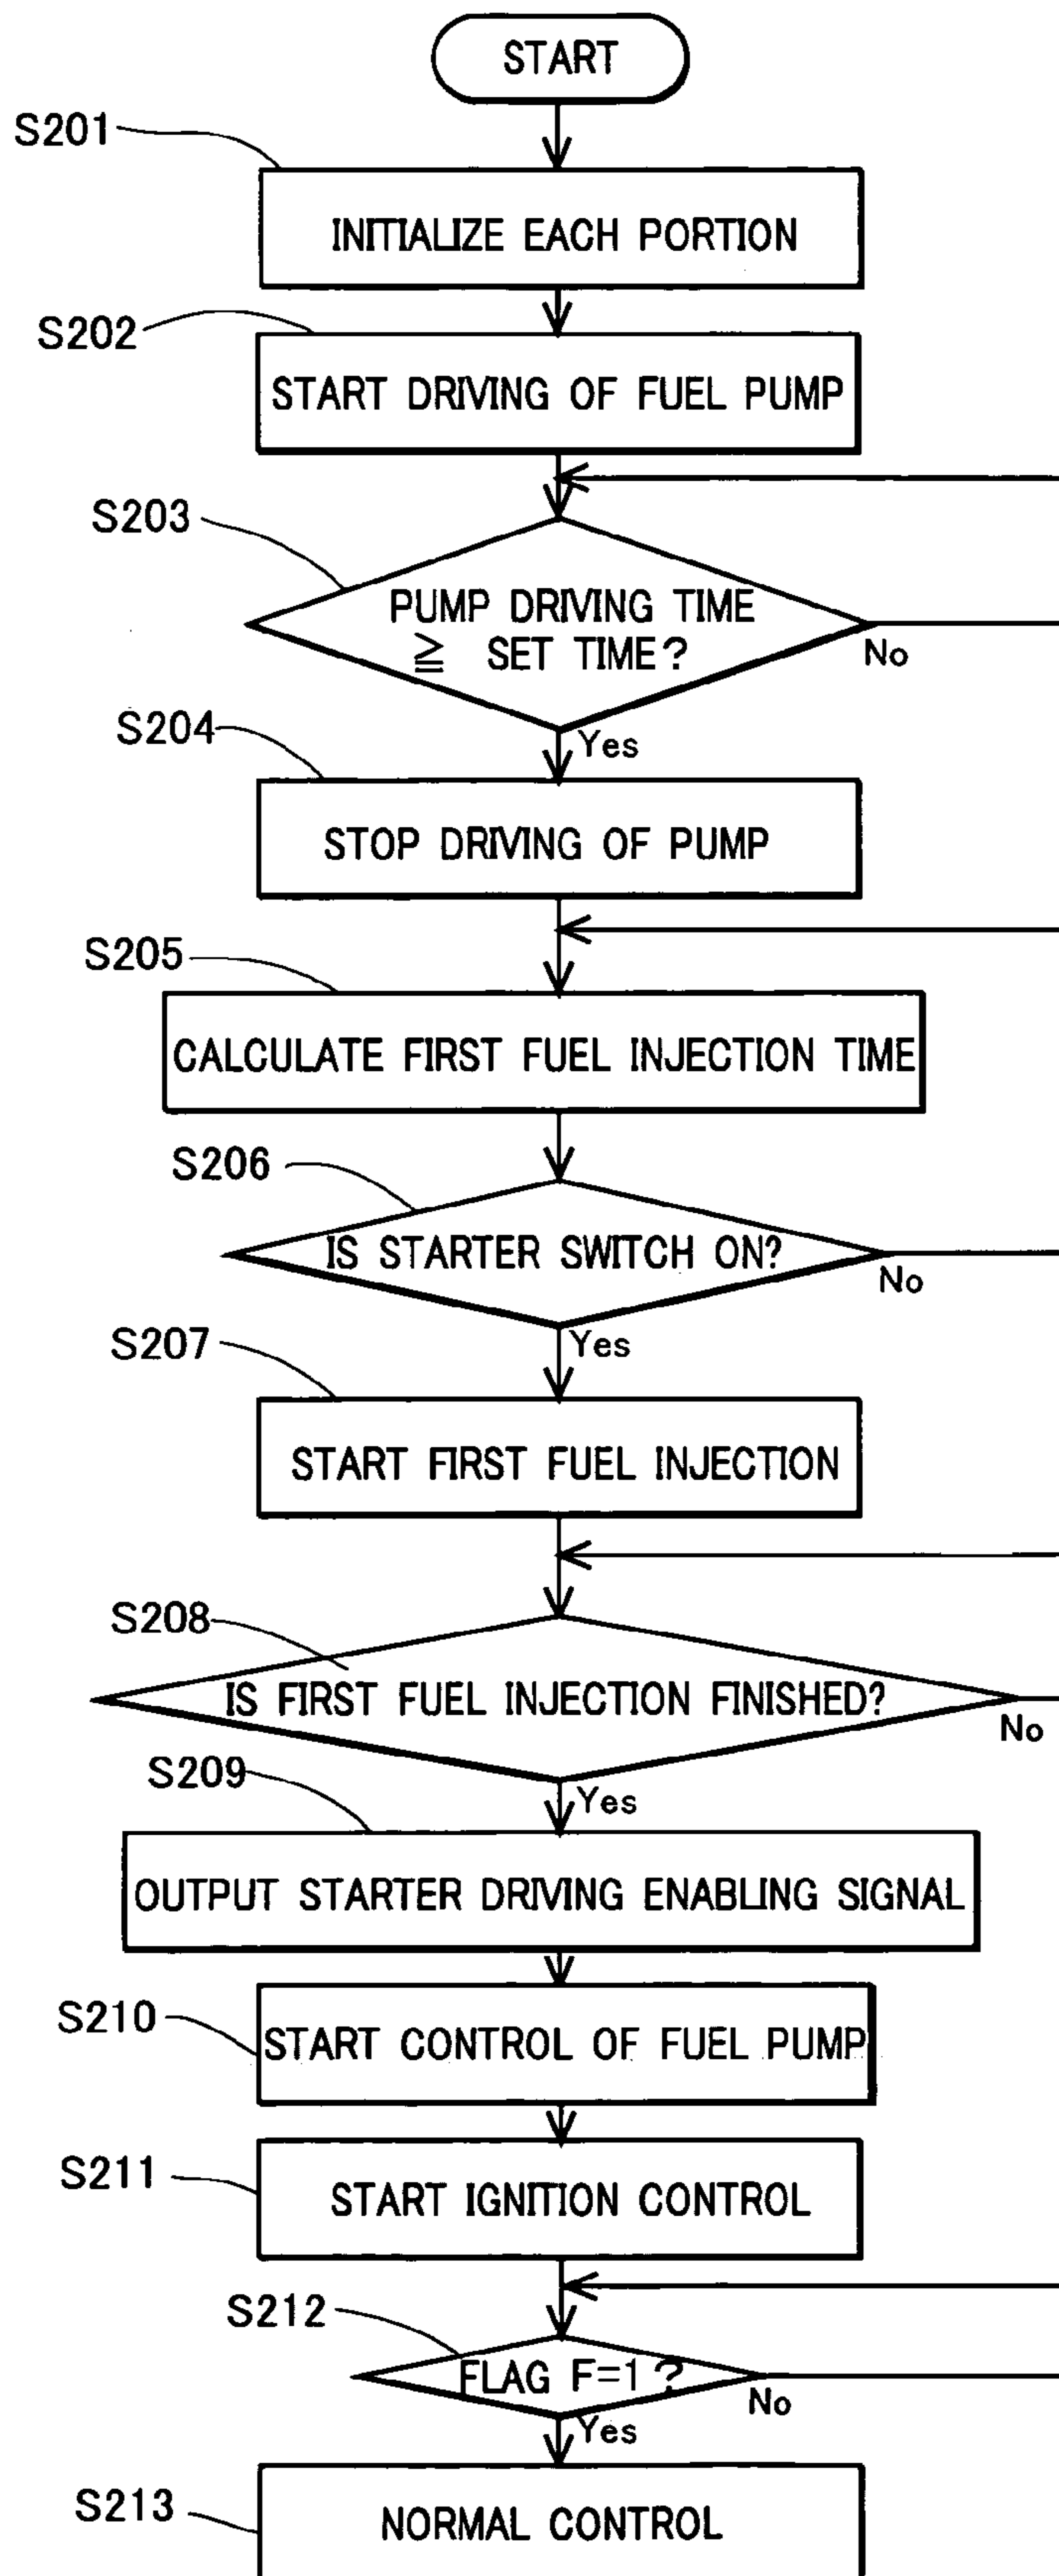 START
S201
INITIALIZE EACH PORTION
S202
START DRIVING OF FUEL PUMP
S203
PUMP DRIVING TIME
≧ SET TIME?
No
Yes
S204
STOP DRIVING OF PUMP
S205
CALCULATE FIRST FUEL INJECTION TIME
S206
IS STARTER SWITCH ON?
No
Yes
S207
START FIRST FUEL INJECTION
S208
IS FIRST FUEL INJECTION FINISHED?
No
Yes
S209
OUTPUT STARTER DRIVING ENABLING SIGNAL
S210
START CONTROL OF FUEL PUMP
S211
START IGNITION CONTROL
S212
FLAG F=1?
No
Yes
S213
NORMAL CONTROL